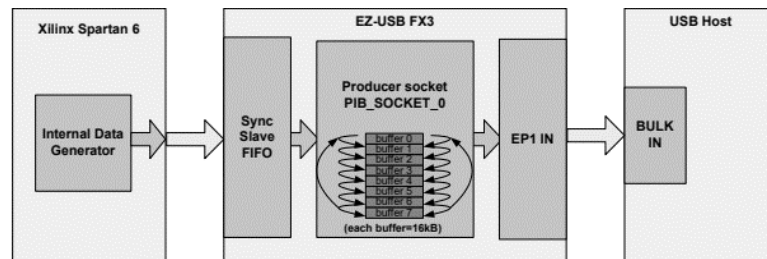 Xilinx Spartan 6
EZ-USB FX3
USB Host
Internal Data
Generator
Sync
Slave
FIFO
Producer socket
PIB_SOCKET_0
buffer 0
buffer 1
buffer 2
buffer 3
buffer 4
buffer 5
buffer 6
buffer 7
(each buffer=16kB)
EP1 IN
BULK
IN